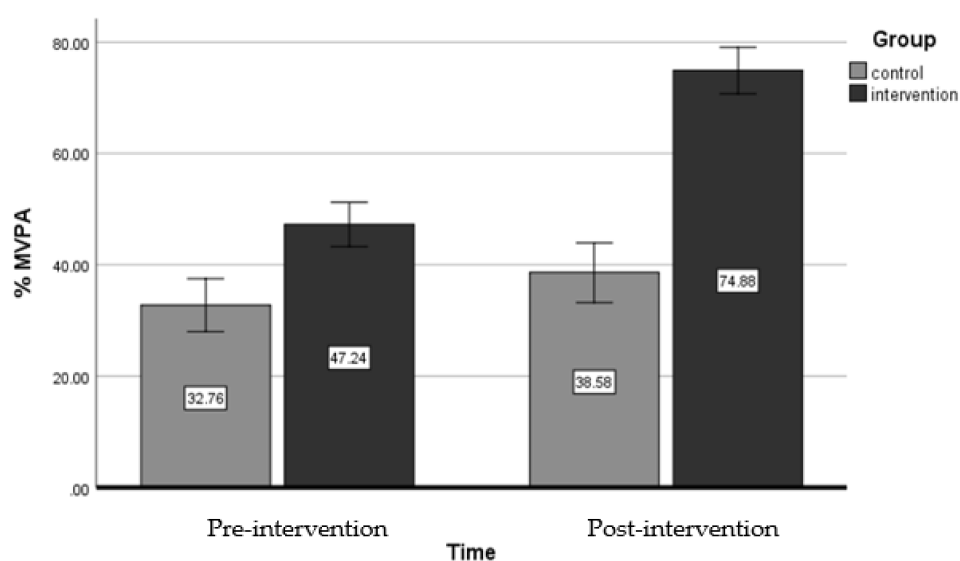 80.00
60.00
40.00
20.00
.00
% MVPA
32.76
47.24
38.58
74.88
Pre-intervention
Post-intervention
Time
Group
control
intervention